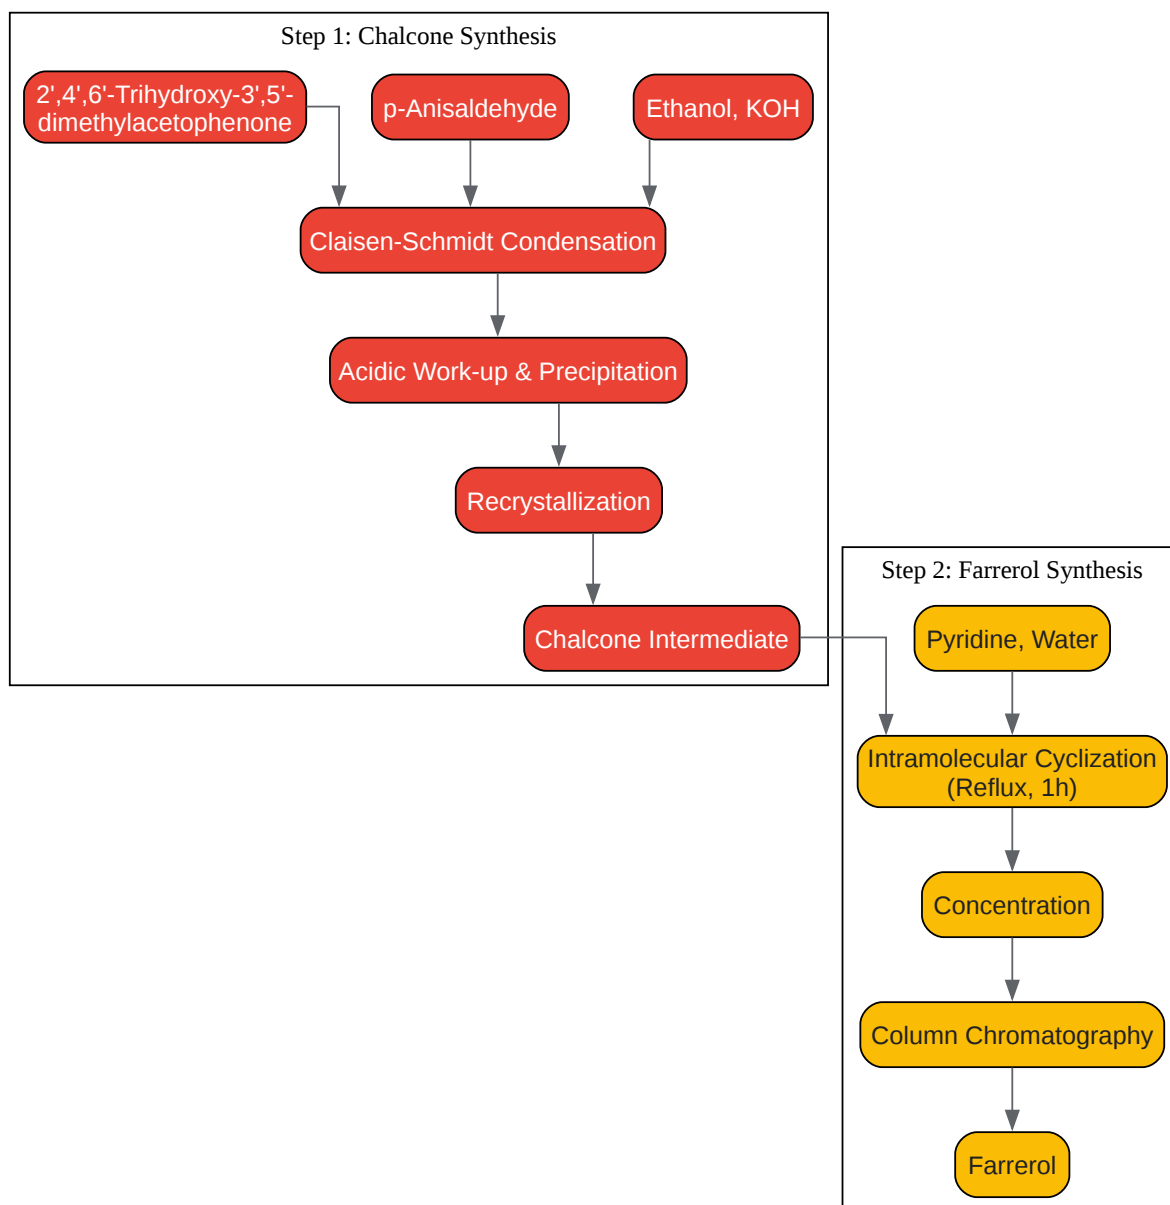 Step 1: Chalcone Synthesis
2',4',6'-Trihydroxy-3',5'-
dimethylacetophenone
p-Anisaldehyde
Ethanol, KOH
Claisen-Schmidt Condensation
Acidic Work-up & Precipitation
Recrystallization
Chalcone Intermediate
Step 2: Farrerol Synthesis
Pyridine, Water
Intramolecular Cyclization
(Reflux, 1h)
Concentration
Column Chromatography
Farrerol